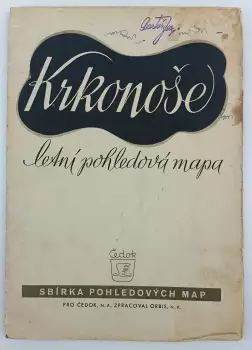 Krkonoše
letní pohledová mapa
Čedok
SBÍRKA POHLEDOVÝCH MAP
PRO ČEDOK, N.P. ZPRACOVAL ORBIS, N.P.